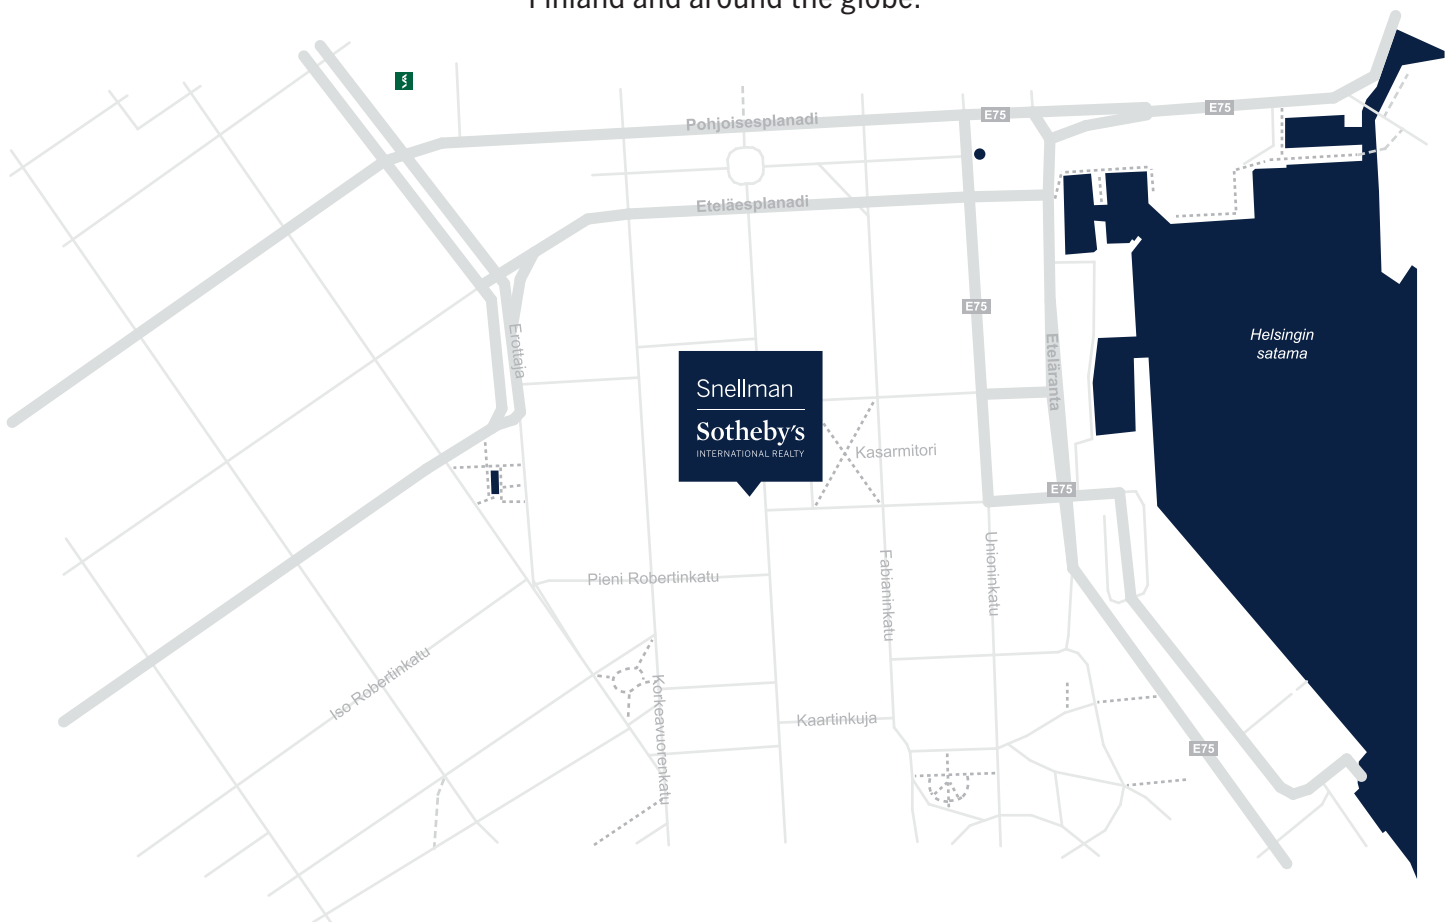 Finland and around the globe.
E75
E75
Pohjoisesplanadi
Eteläesplanadi
E75
Erottaja
Eteläranta
Helsingin
satama
Snellman
Sotheby's
INTERNATIONAL REALTY
Kasarmitori
E75
Unioninkatu
Fabianinkatu
Pieni Robertinkatu
Iso Robertinkatu
Korkeavuorenkatu
Kaartinkuja
E75